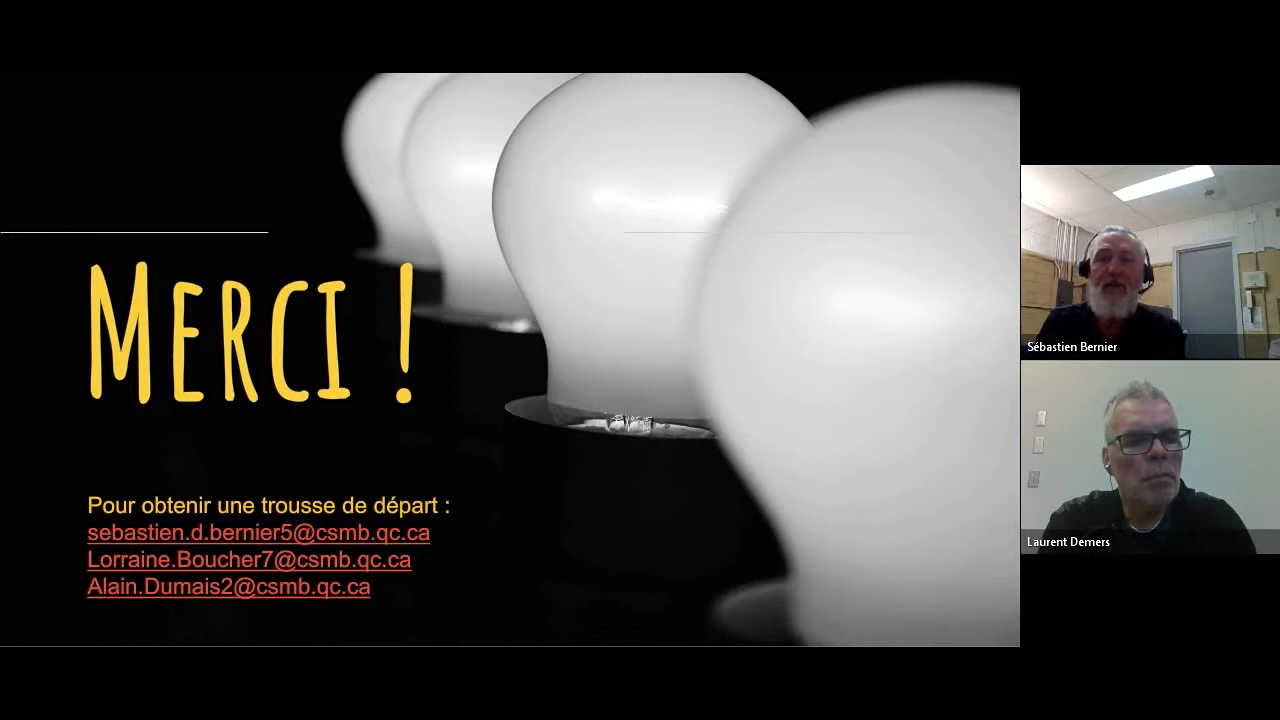 MERCI !
Pour obtenir une trousse de départ :
sebastien.d.bernier5@csmb.qc.ca
Lorraine.Boucher7@csmb.qc.ca
Alain.Dumais2@csmb.qc.ca
Sébastien Bernier
Laurent Demers